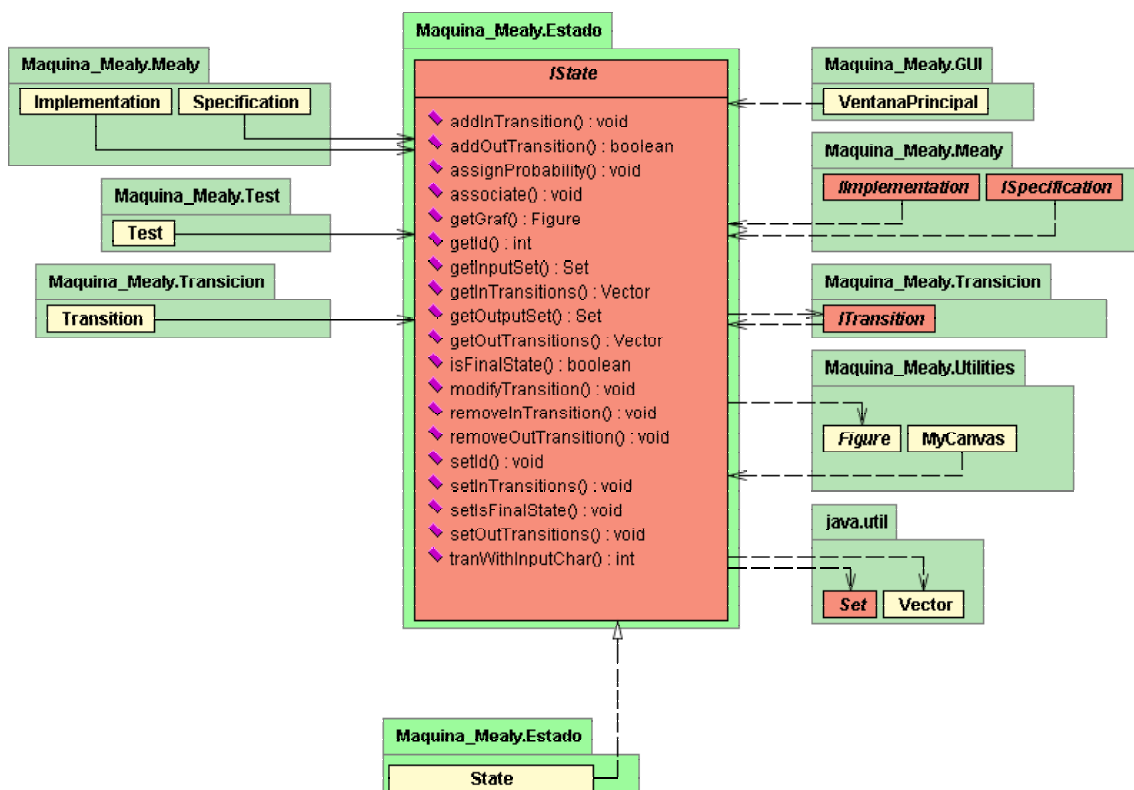 Maquina_Mealy.Estado
IState
addInTransition() : void
addOutTransition() : boolean
assignProbability() : void
associate() : void
getGraf() : Figure
getId() : int
getInputSet() : Set
getInTransitions() : Vector
getOutputSet() : Set
getOutTransitions() : Vector
isFinalState() : boolean
modifyTransition() : void
removeInTransition() : void
removeOutTransition() : void
setId() : void
setInTransitions() : void
setIsFinalState() : void
setOutTransitions() : void
tranWithInputChar() : int
Maquina_Mealy.Mealy
Implementation Specification
Maquina_Mealy.Test
Test
Maquina_Mealy.Transicion
Transition
Maquina_Mealy.GUI
VentanaPrincipal
Maquina_Mealy.Mealy
IImplementation ISpecification
Maquina_Mealy.Transicion
ITransition
Maquina_Mealy.Utilities
Figure MyCanvas
java.util
Set Vector
Maquina_Mealy.Estado
State